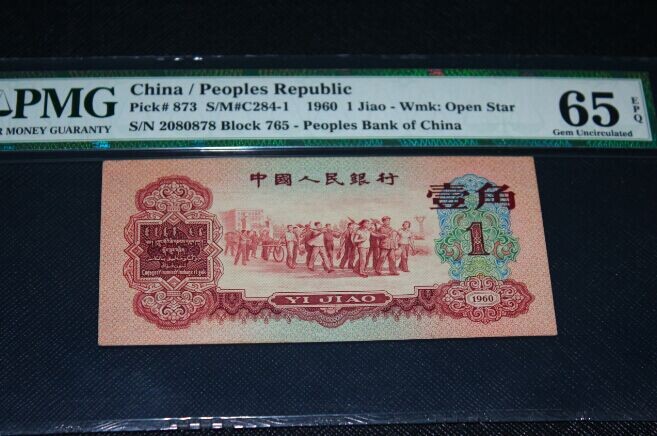 PMG
China / Peoples Republic
Pick# 873 S/M#C284-1 1960 1 Jiao - Wmk: Open Star
S/N 2080878 Block 765 - Peoples Bank of China
MONEY GUARANTY
65 EPQ
Gem Uncirculated
中國人民銀行
壹角
1
YI JIAO
1960